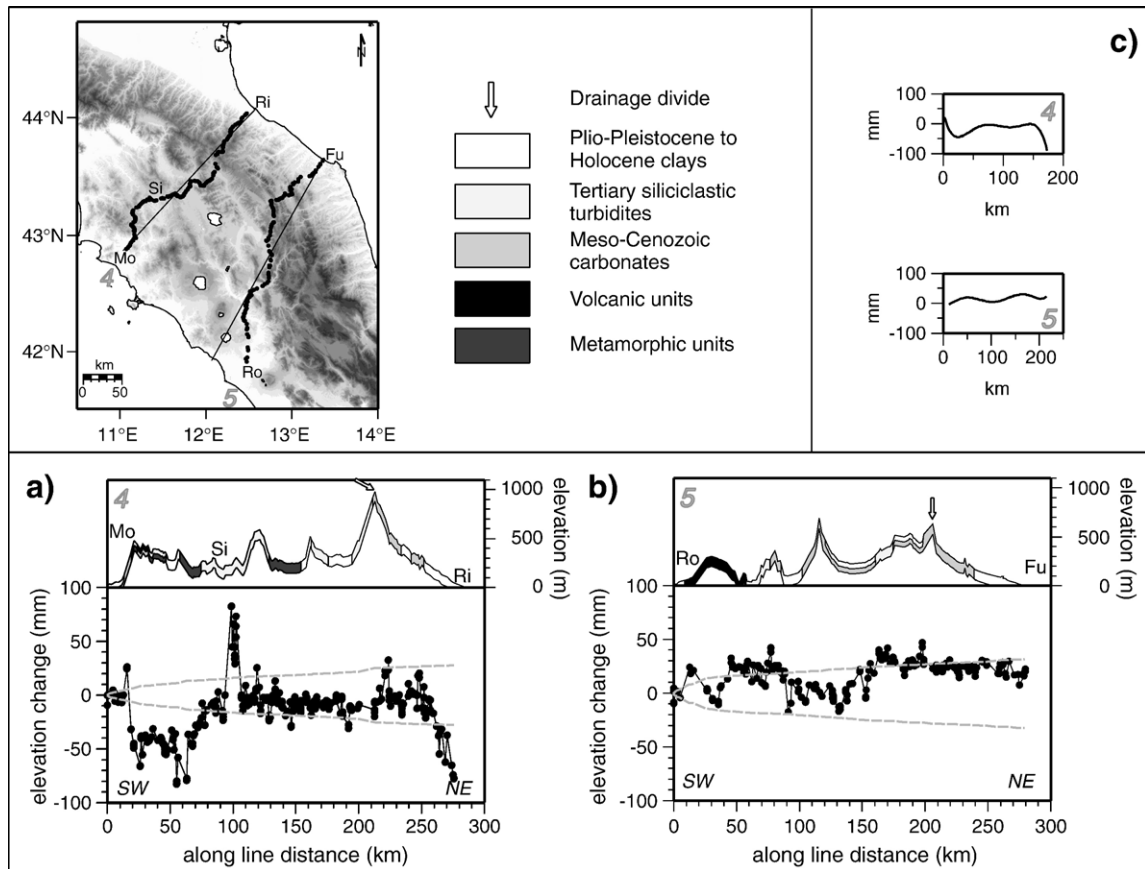 N
Ri
Fu
Si
Mo
Ro
4
5
44°N
43°N
42°N
km
0 50
11°E 12°E 13°E 14°E
Drainage divide
Plio-Pleistocene to
Holocene clays
Tertiary siliciclastic
turbidites
Meso-Cenozoic
carbonates
Volcanic units
Metamorphic units
c)
100
0
-100
mm
4
0 100 200
km
100
0
-100
mm
5
0 100 200
km
a)
4
Mo
Si
Ri
1000
500
0
elevation (m)
100
50
0
-50
-100
elevation change (mm)
SW
NE
0 50 100 150 200 250 300
along line distance (km)
b)
5
Ro
Fu
1000
500
0
elevation (m)
100
50
0
-50
-100
elevation change (mm)
SW
NE
0 50 100 150 200 250 300
along line distance (km)